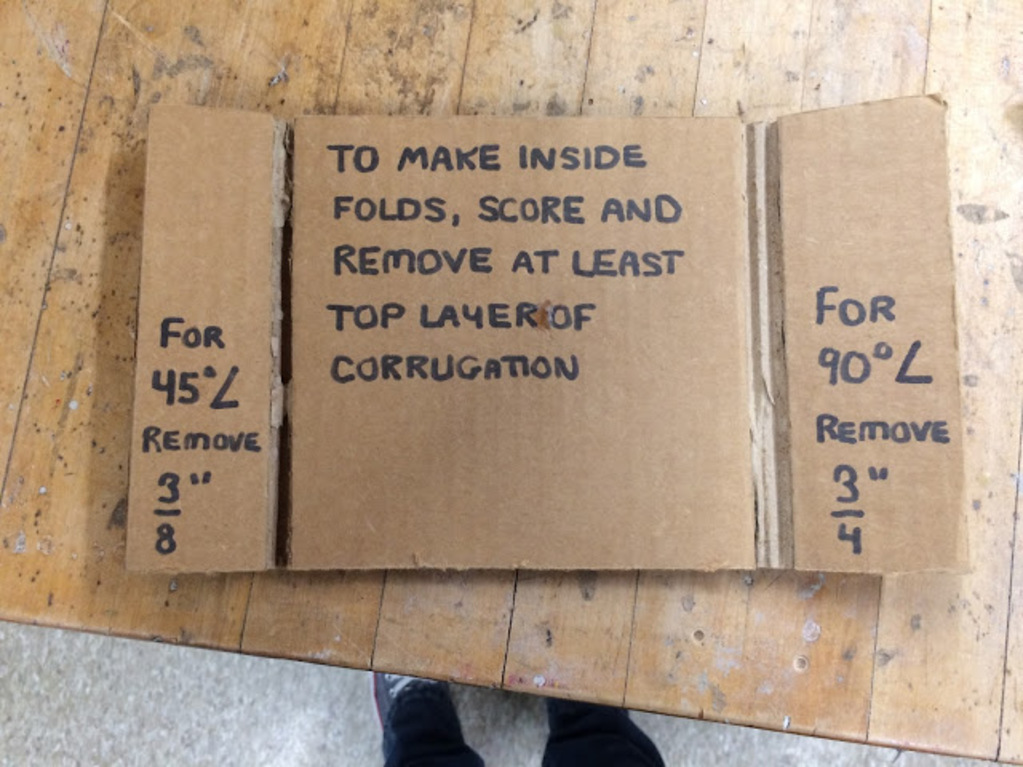 TO MAKE INSIDE
FOLDS, SCORE AND
REMOVE AT LEAST
TOP LAYER OF
CORRUGATION
FOR
45°∠
REMOVE
3"
8
FOR
90°∠
REMOVE
3"
4